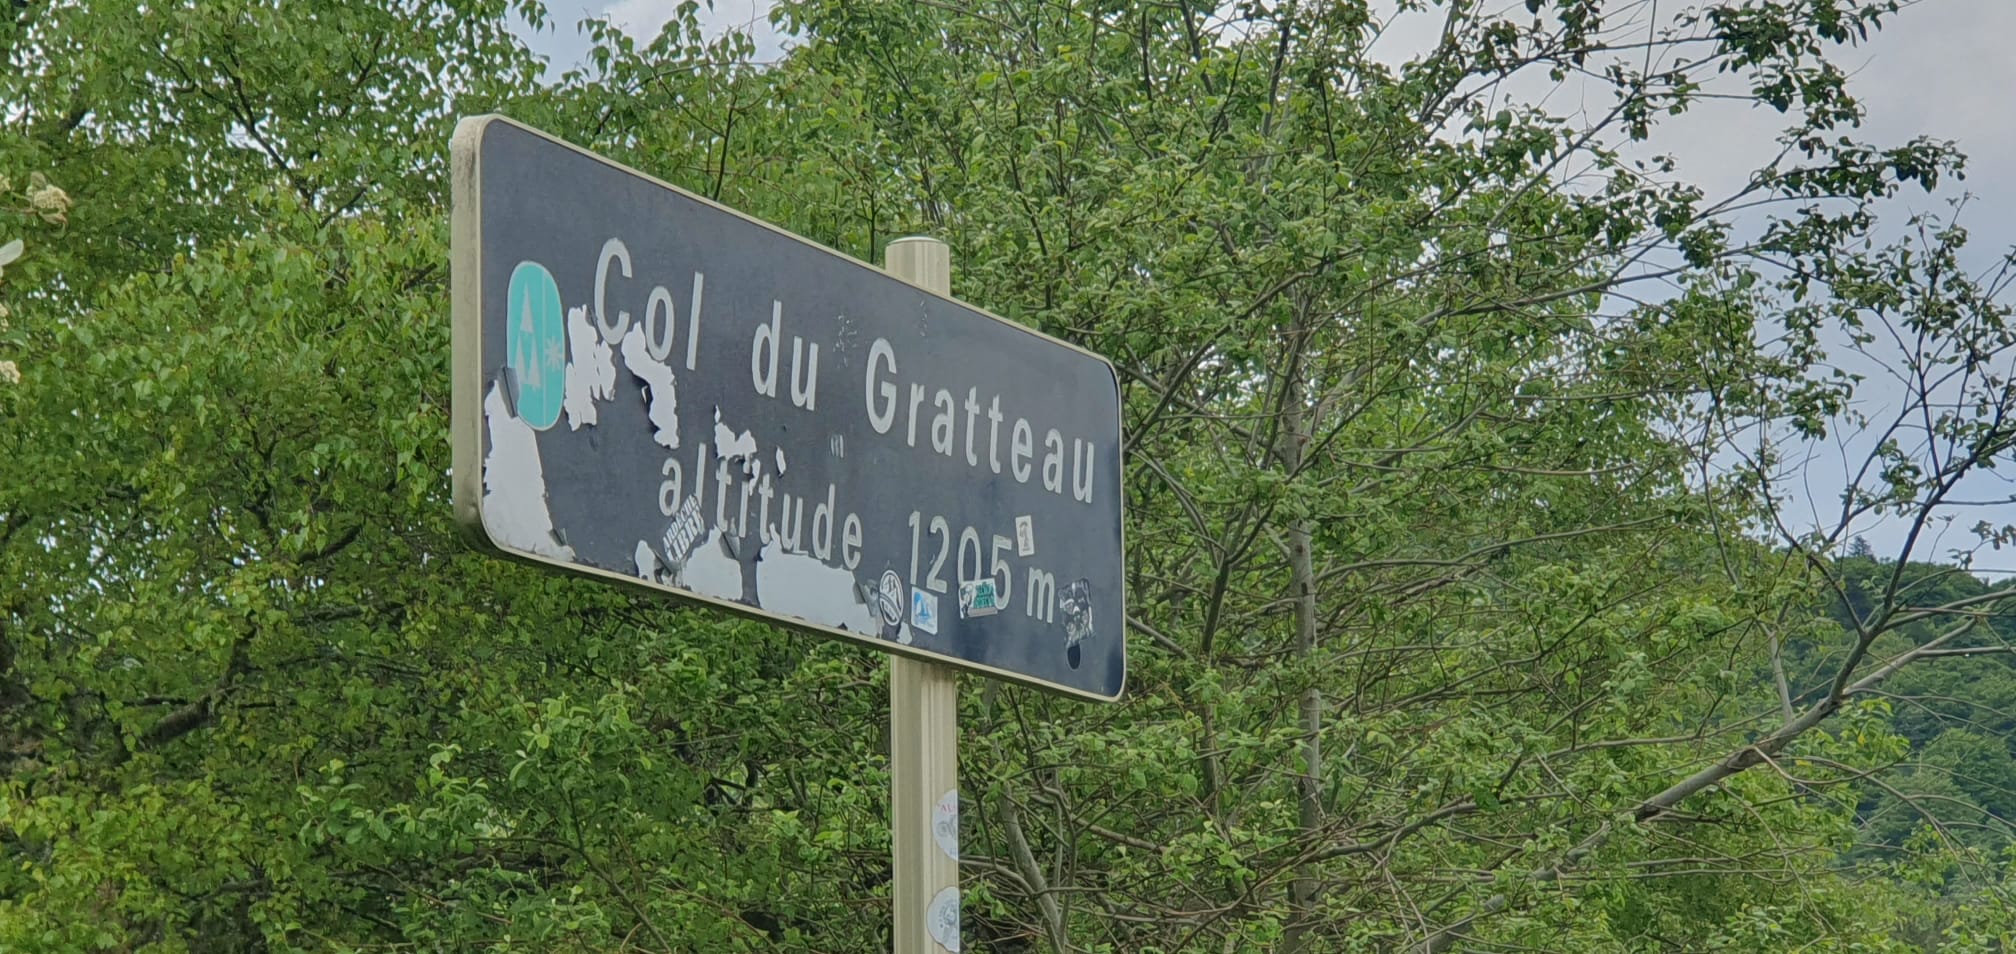 Col du Gratteau
altitude 1205 m